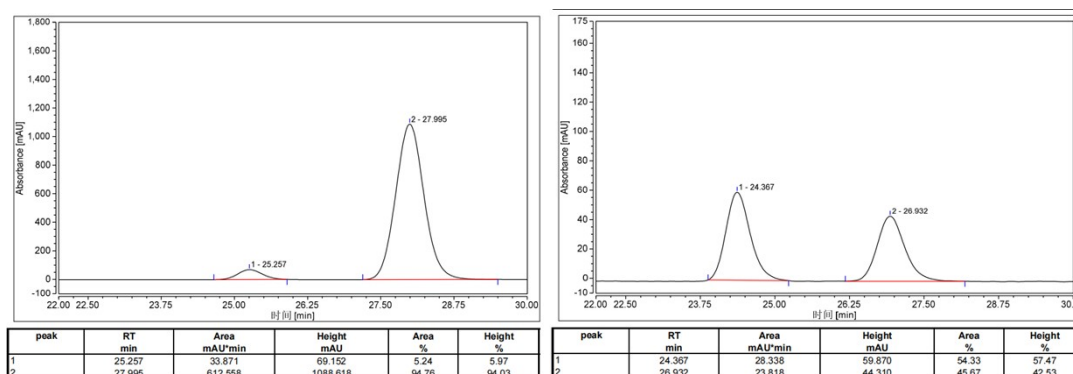 1,800
1,600
1,400
1,200
1,000
800
600
400
200
0
-100
Absorbance [mAU]
1 - 25.257
2 - 27.995
22.00 22.50 23.75 25.00 26.25 27.50 28.75 30.00
时间 [min]
peak RT Area Height Area Height
min mAU*min mAU % %
1 25.257 33.871 69.152 5.24 5.97
2 27.995 612.558 1088.618 94.76 94.03
175
160
140
120
100
80
60
40
20
0
-10
Absorbance [mAU]
1 - 24.367
2 - 26.932
22.00 22.50 23.75 25.00 26.25 27.50 28.75
时间 [min]
peak RT Area Height Area Height
min mAU*min mAU % %
1 24.367 28.338 59.870 54.33 57.47
2 26.932 23.818 44.310 45.67 42.53